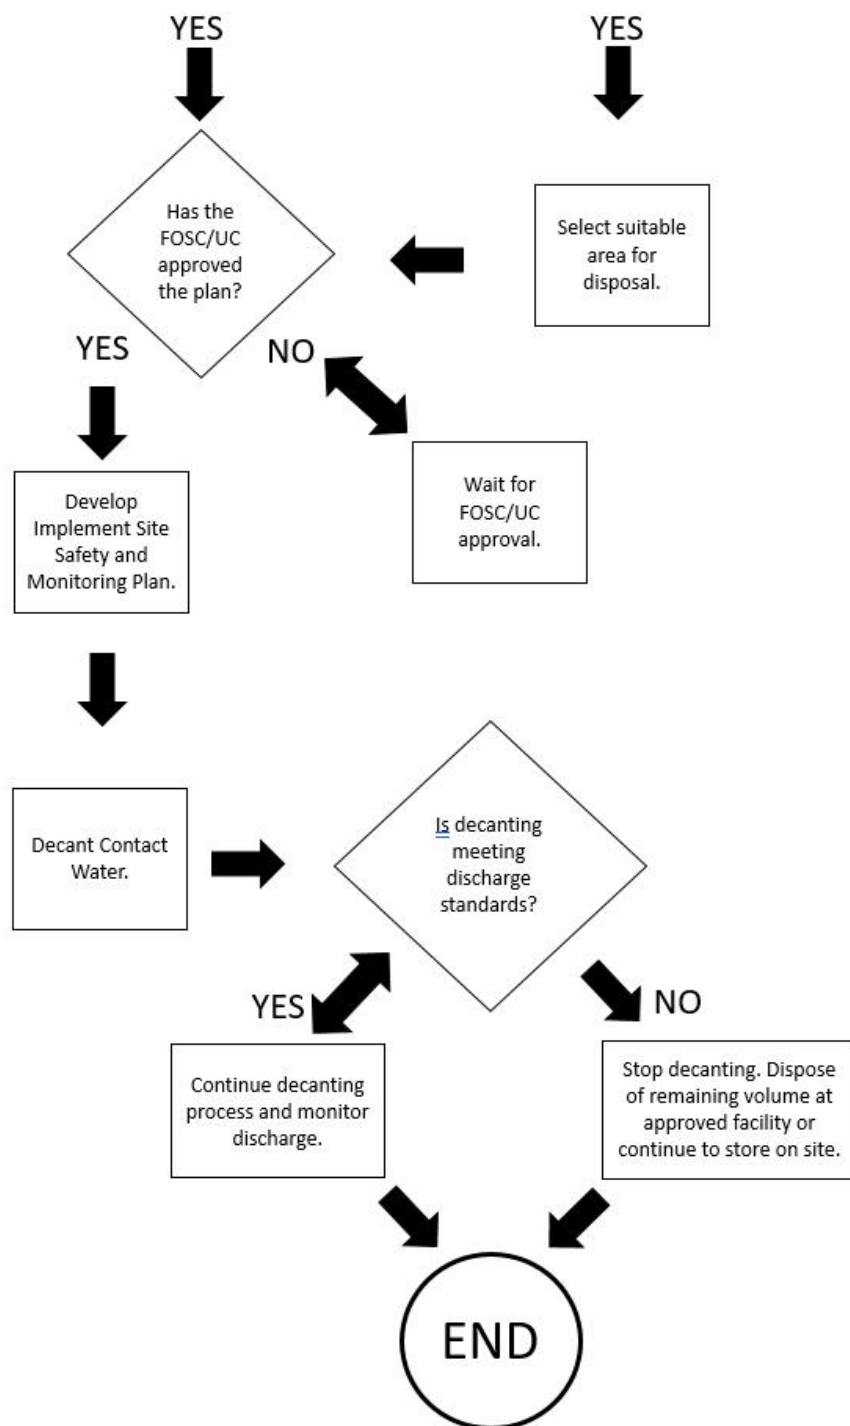 YES
YES
Has the
FOSC/UC
approved
the plan?
Select suitable
area for
disposal.
YES
NO
Develop
Implement Site
Safety and
Monitoring Plan.
Wait for
FOSC/UC
approval.
Decant Contact
Water.
Is decanting
meeting
discharge
standards?
YES
NO
Continue decanting
process and monitor
discharge.
Stop decanting. Dispose
of remaining volume at
approved facility or
continue to store on site.
END